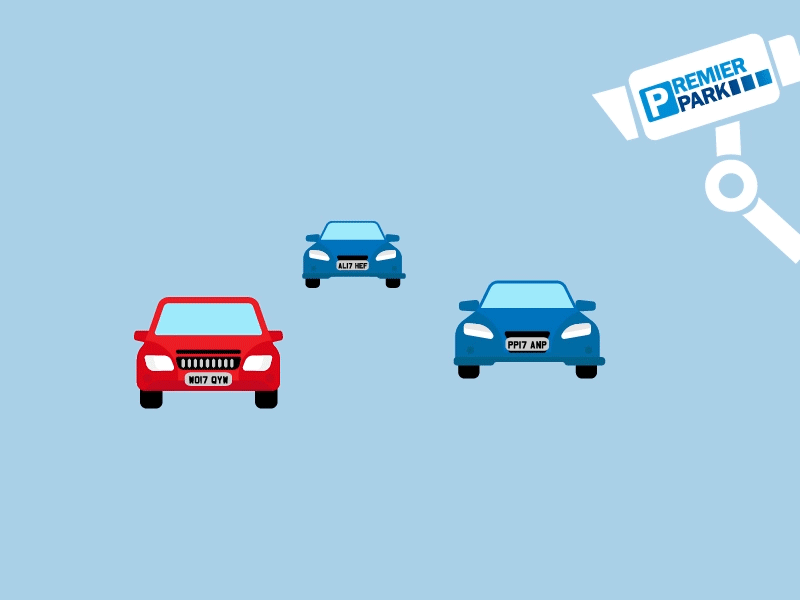 PREMIER
PARK
AL17 HEF
PP17 ANP
WO17 QYW